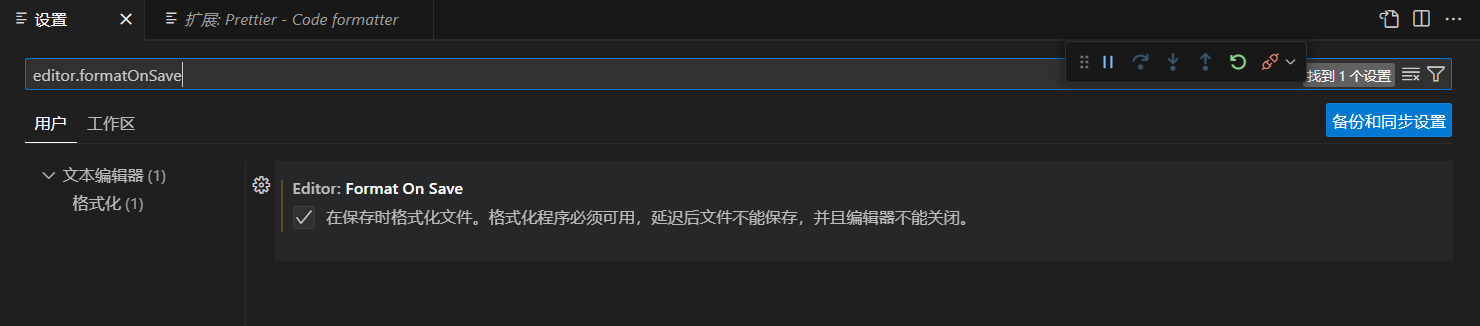 设置
扩展: Prettier - Code formatter
editor.formatOnSave
找到 1 个设置
用户
工作区
备份和同步设置
文本编辑器 (1)
格式化 (1)
Editor: Format On Save
在保存时格式化文件。格式化程序必须可用，延迟后文件不能保存，并且编辑器不能关闭。